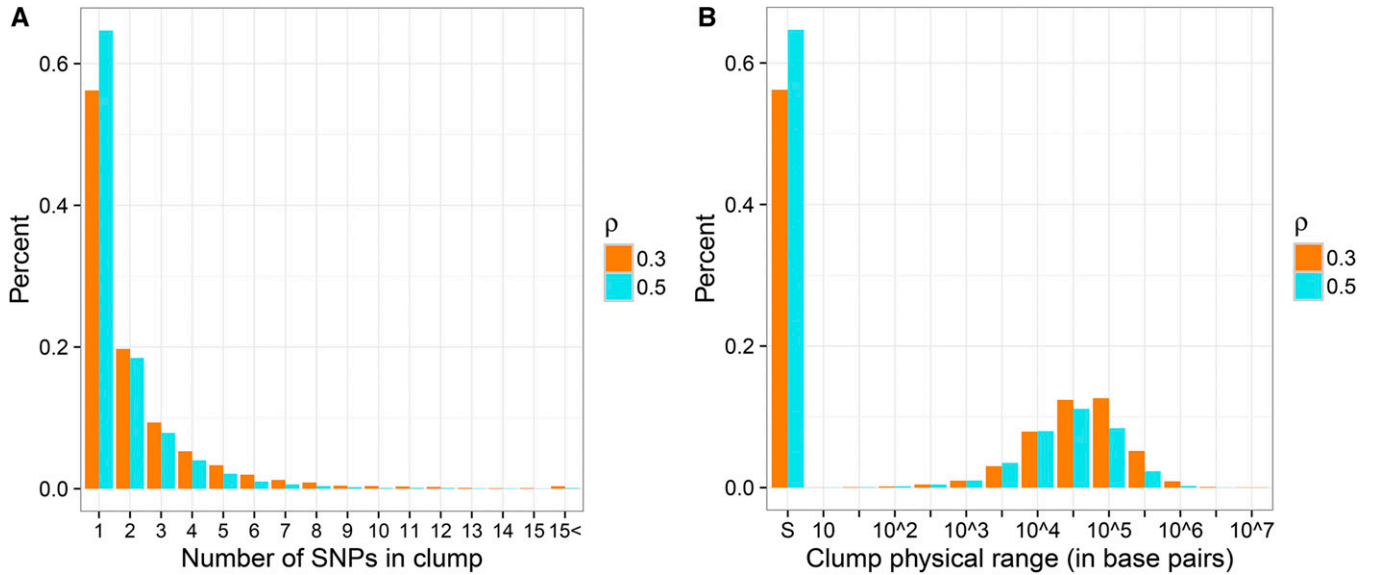 A
Percent
0.6
0.4
0.2
0.0
1 2 3 4 5 6 7 8 9 10 11 12 13 14 15 15<
Number of SNPs in clump
ρ
0.3
0.5
B
Percent
0.6
0.4
0.2
0.0
S 10 10^2 10^3 10^4 10^5 10^6 10^7
Clump physical range (in base pairs)
ρ
0.3
0.5